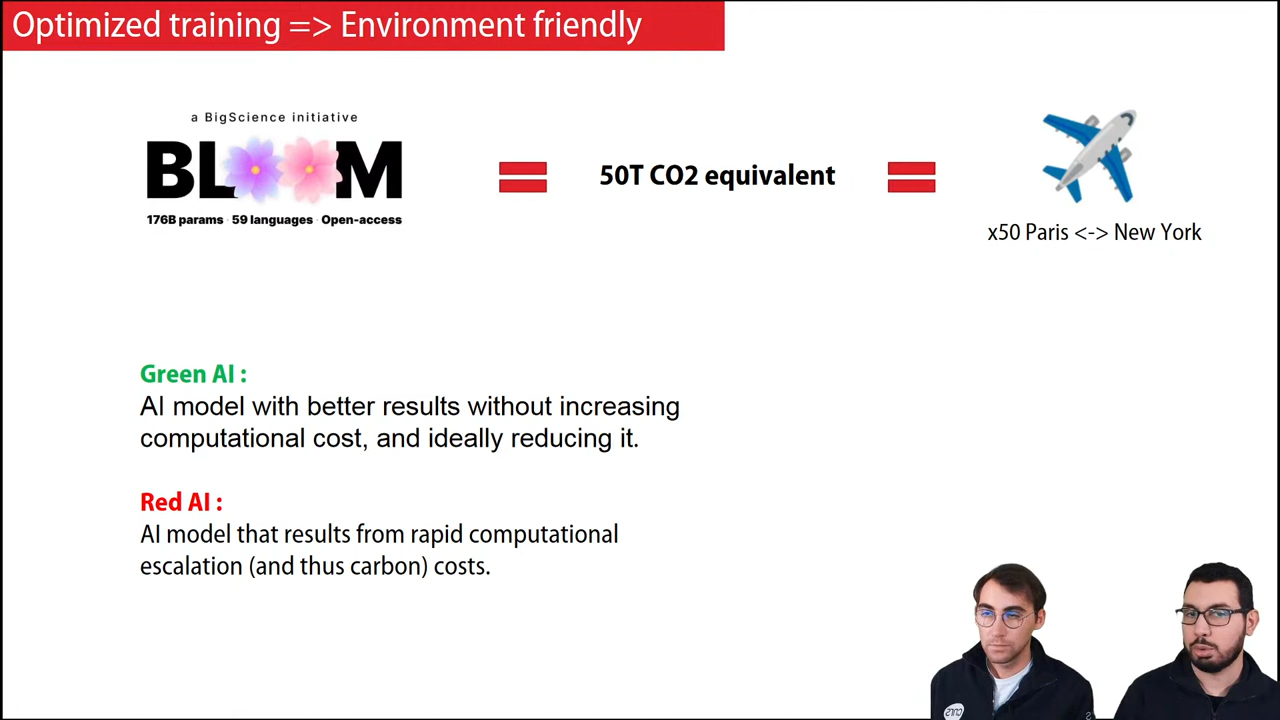 Optimized training => Environment friendly
a BigScience initiative
BLOOM
176B params · 59 languages · Open-access
50T CO2 equivalent
x50 Paris <-> New York
Green AI :
AI model with better results without increasing
computational cost, and ideally reducing it.
Red AI :
AI model that results from rapid computational
escalation (and thus carbon) costs.